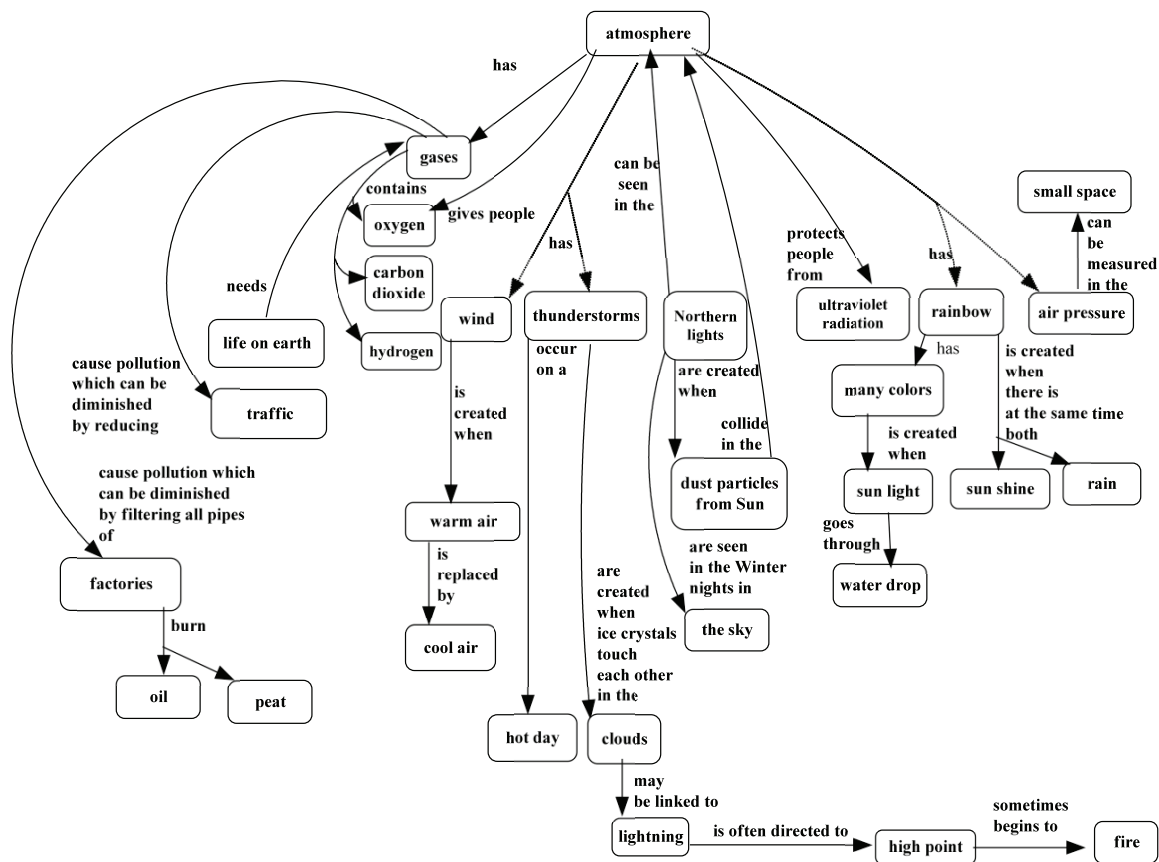 atmosphere
has
gases
contains
oxygen
gives people
can be
seen
in the
has
small space
can
be
measured
in the
protects
people
from
has
carbon
dioxide
needs
wind
thunderstorms
Northern
lights
ultraviolet
radiation
rainbow
air pressure
life on earth
hydrogen
occur
on a
are created
when
has
many colors
is created
when
there is
at the same time
both
cause pollution
which can be
diminished
by reducing
traffic
is
created
when
collide
in the
is created
when
dust particles
from Sun
sun light
sun shine
rain
cause pollution which
can be diminished
by filtering all pipes
of
warm air
goes
through
is
replaced
by
are seen
in the Winter
nights in
factories
water drop
are
created
when
ice crystals
touch
each other
in the
burn
cool air
the sky
oil
peat
hot day
clouds
may
be linked to
lightning
is often directed to
high point
sometimes
begins to
fire